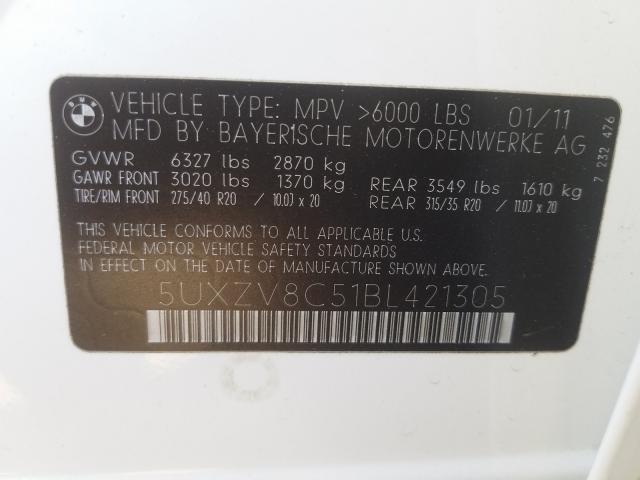 BMW
VEHICLE TYPE: MPV >6000 LBS 01/11
MFD BY BAYERISCHE MOTORENWERKE AG
GVWR 6327 lbs 2870 kg
GAWR FRONT 3020 lbs 1370 kg REAR 3549 lbs 1610 kg
TIRE/RIM FRONT 275/40 R20 / 10.0J x 20 REAR 315/35 R20 / 11.0J x 20
THIS VEHICLE CONFORMS TO ALL APPLICABLE U.S.
FEDERAL MOTOR VEHICLE SAFETY STANDARDS
IN EFFECT ON THE DATE OF MANUFACTURE SHOWN ABOVE.
5UXZV8C51BL421305
7 232 476